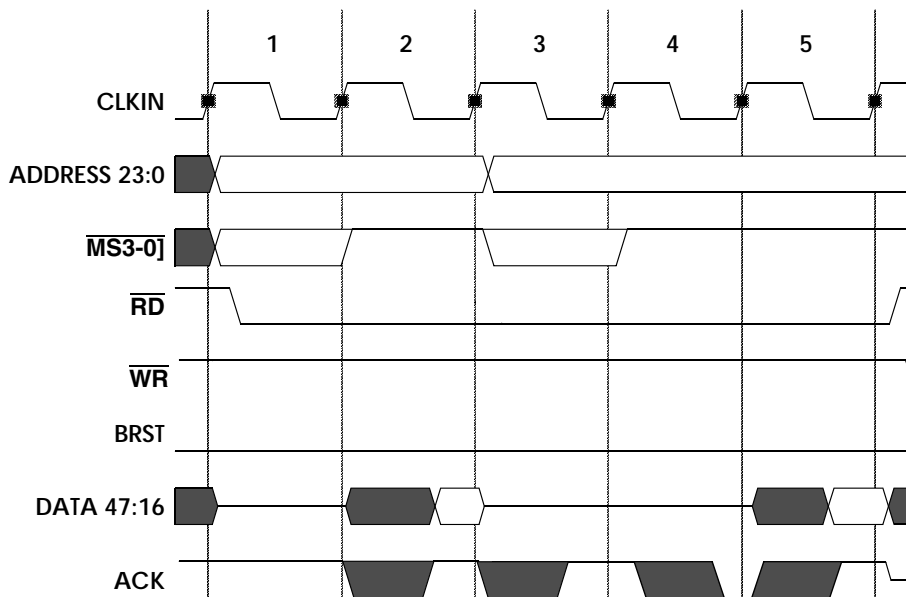 1 2 3 4 5
CLKIN
ADDRESS 23:0
MS3-0]
RD
WR
BRST
DATA 47:16
ACK